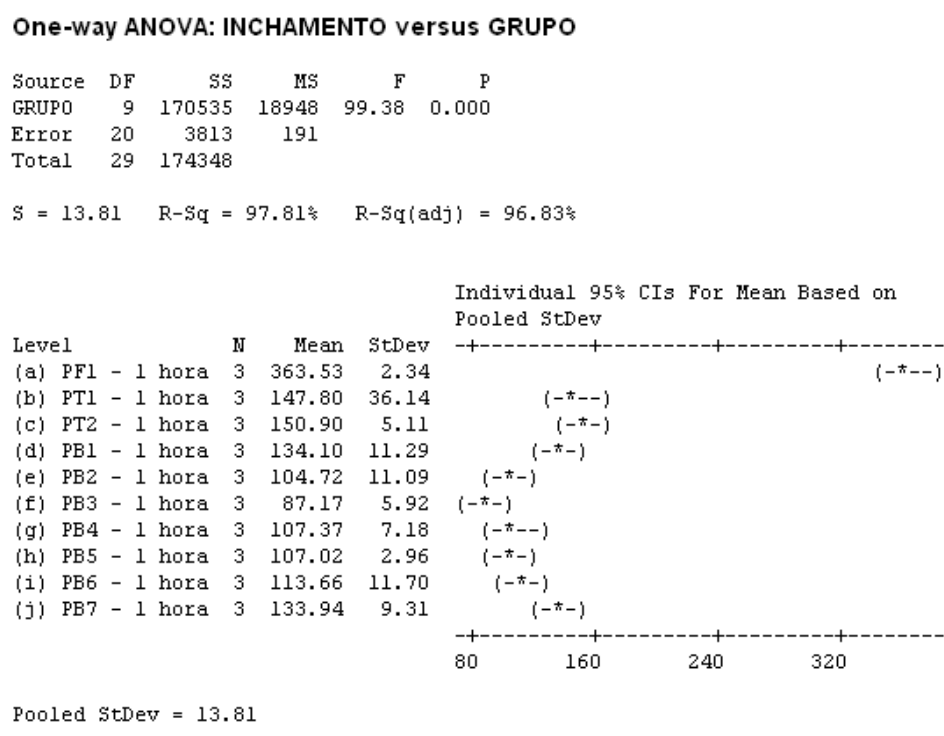 One-way ANOVA: INCHAMENTO versus GRUPO
Source  DF      SS     MS      F      P
GRUPO    9  170535  18948  99.38  0.000
Error   20    3813    191
Total   29  174348
S = 13.81   R-Sq = 97.81%   R-Sq(adj) = 96.83%
                                    Individual 95% CIs For Mean Based on
                                    Pooled StDev
Level             N    Mean  StDev  -+---------+---------+---------+--------
(a) PF1 - 1 hora  3  363.53   2.34                                    (-*--)
(b) PT1 - 1 hora  3  147.80  36.14         (-*--)
(c) PT2 - 1 hora  3  150.90   5.11          (-*-)
(d) PB1 - 1 hora  3  134.10  11.29        (-*-)
(e) PB2 - 1 hora  3  104.72  11.09    (-*-)
(f) PB3 - 1 hora  3   87.17   5.92  (-*-)
(g) PB4 - 1 hora  3  107.37   7.18    (-*--)
(h) PB5 - 1 hora  3  107.02   2.96    (-*-)
(i) PB6 - 1 hora  3  113.66  11.70     (-*-)
(j) PB7 - 1 hora  3  133.94   9.31        (-*-)
                                    -+---------+---------+---------+--------
                                    80       160       240       320
Pooled StDev = 13.81